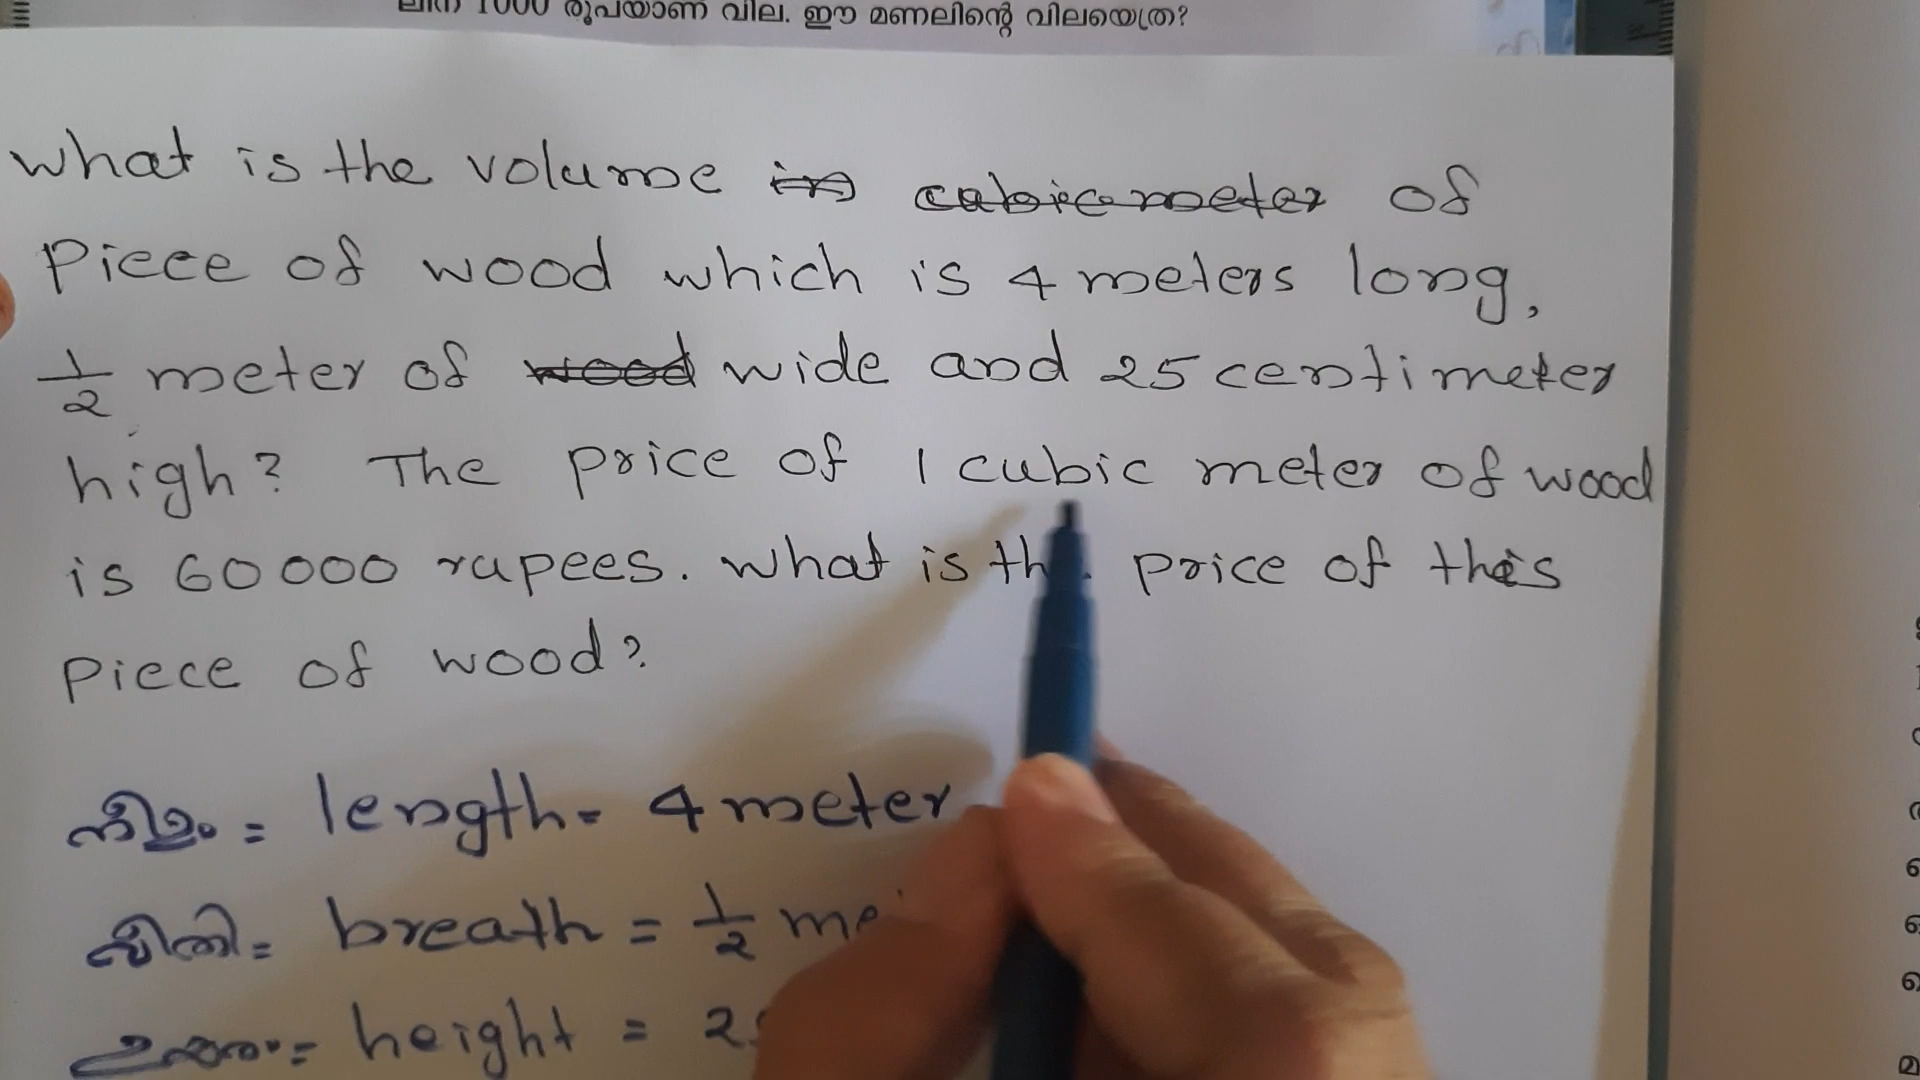 1000 രൂപയാണ് വില. ഈ മണലിന്റെ വിലയെത്ര?
What is the volume in cubic meter of
Piece of wood which is 4 meters long,
1/2 meter of wood wide and 25 centimeter
high? The price of 1 cubic meter of wood
is 60000 rupees. What is the price of this
Piece of wood?
നീളം = length = 4 meter
വീതി = breath = 1/2 me
= height = 2